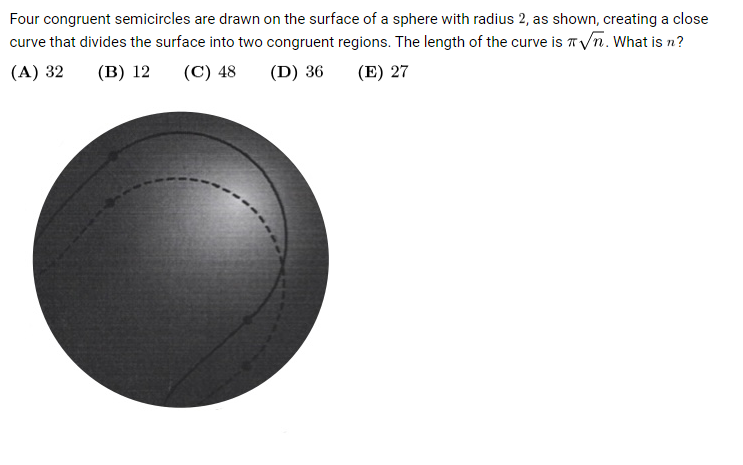 Four congruent semicircles are drawn on the surface of a sphere with radius 2, as shown, creating a close
curve that divides the surface into two congruent regions. The length of the curve is π√n. What is n?
(A) 32 (B) 12 (C) 48 (D) 36 (E) 27